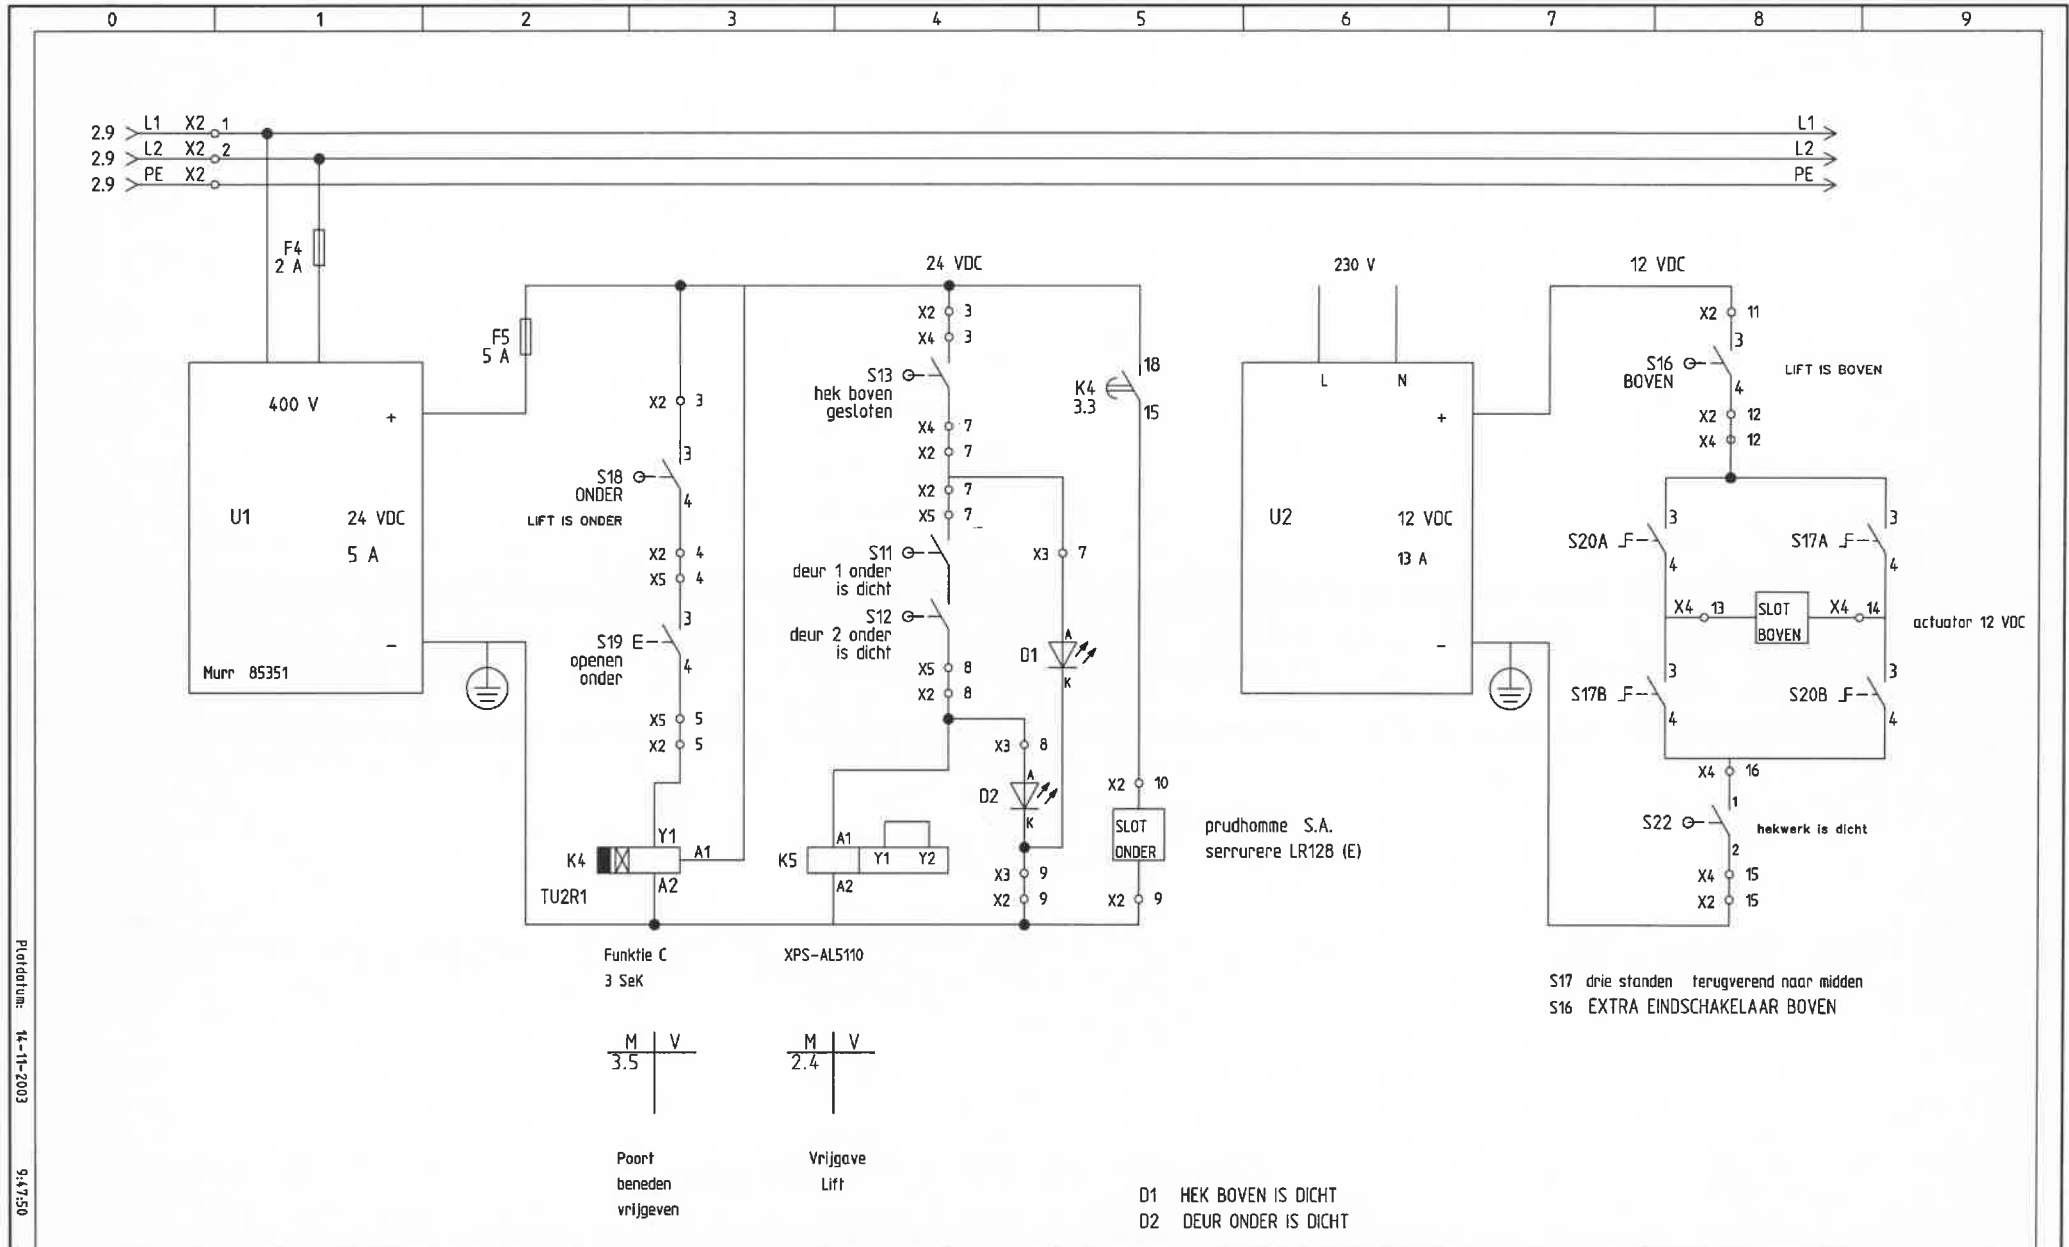 0 1 2 3 4 5 6 7 8 9
2.9 L1 X2 1 L1
2.9 L2 X2 2 L2
2.9 PE X2 PE
F4
2 A
400 V
+
U1
24 VDC
5 A
-
Murr 85351
F5
5 A
X2 3
3
S18
ONDER
4
LIFT IS ONDER
X2 4
X5 4
3
S19
openen
onder
4
X5 5
X2 5
Y1
K4
A1
A2
TU2R1
Funktie C
3 SeK
M V
3.5
Poort
beneden
vrijgeven
24 VDC
X2 3
X4 3
S13
hek boven
gesloten
X4 7
X2 7
X2 7
X5 7
S11
deur 1 onder
is dicht
S12
deur 2 onder
is dicht
X5 8
X2 8
K5
A1
Y1 Y2
A2
XPS-AL5110
M V
2.4
Vrijgave
Lift
X3 7
D1
A
K
X3 8
D2
A
K
X3 9
X2 9
18
K4
3.3
15
X2 10
SLOT
ONDER
X2 9
prudhomme S.A.
serrurere LR128 (E)
D1 HEK BOVEN IS DICHT
D2 DEUR ONDER IS DICHT
230 V
L N
+
U2
12 VDC
13 A
-
12 VDC
X2 11
3
S16
BOVEN
4
LIFT IS BOVEN
X2 12
X4 12
S20A
3
4
S17A
3
4
X4 13
SLOT
BOVEN
X4 14
actuator 12 VDC
S17B
3
4
S20B
3
4
X4 16
1
S22
hekwerk is dicht
2
X4 15
X2 15
S17 drie standen terugverend naar midden
S16 EXTRA EINDSCHAKELAAR BOVEN
Plotdatum: 14-11-2003 9:47:50